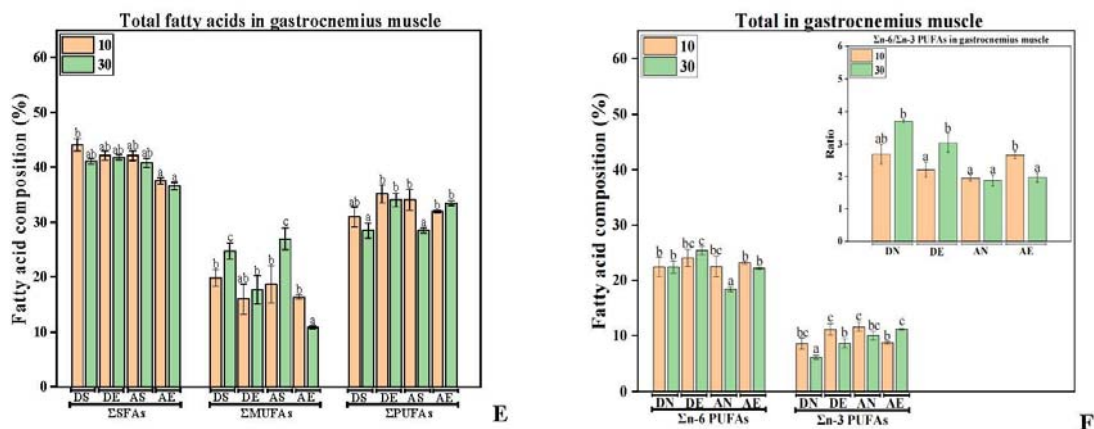 Total fatty acids in gastrocnemius muscle
10
30
Fatty acid composition (%)
60
50
40
30
20
10
0
b ab ab ab ab ab a a
b c ab b ab c b a
ab a b b b a b b
DS DE AS AE DS DE AS AE DS DE AS AE
ΣSFAs ΣMUFAs ΣPUFAs
E
Total in gastrocnemius muscle
10
30
Fatty acid composition (%)
60
50
40
30
20
10
0
b b bc c b a b b
bc a c b c bc b c
DN DE AN AE DN DE AN AE
Σn-6 PUFAs Σn-3 PUFAs
Σn-6/Σn-3 PUFAs in gastrocnemius muscle
10
30
Ratio
6
5
4
3
2
1
0
ab b a b a a b a
DN DE AN AE
F